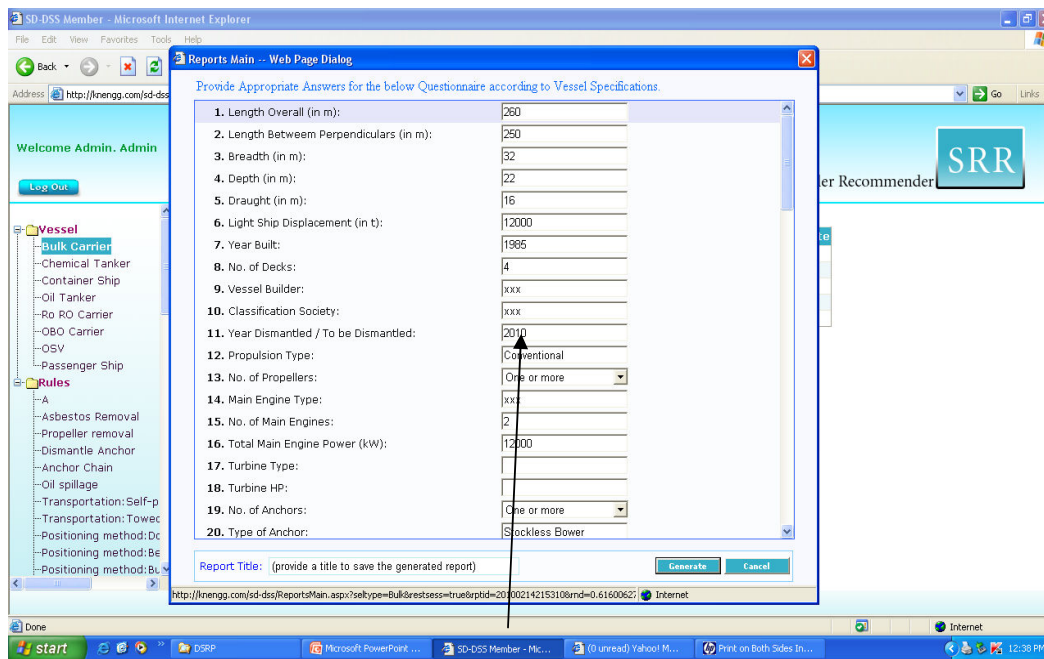 SD-DSS Member - Microsoft Internet Explorer
File Edit View Favorites Tools Help
Back
Address http://knengg.com/sd-dss
Go Links
Welcome Admin. Admin
Log Out
SRR
ler Recommender
Vessel
Bulk Carrier
Chemical Tanker
Container Ship
Oil Tanker
Ro RO Carrier
OBO Carrier
OSV
Passenger Ship
Rules
A
Asbestos Removal
Propeller removal
Dismantle Anchor
Anchor Chain
Oil spillage
Transportation:Self-p
Transportation:Towec
Positioning method:Dc
Positioning method:Be
Positioning method:Bu
Reports Main -- Web Page Dialog
Provide Appropriate Answers for the below Questionnaire according to Vessel Specifications.
1. Length Overall (in m): 260
2. Length Betweem Perpendiculars (in m): 250
3. Breadth (in m): 32
4. Depth (in m): 22
5. Draught (in m): 16
6. Light Ship Displacement (in t): 12000
7. Year Built: 1985
8. No. of Decks: 4
9. Vessel Builder: xxx
10. Classification Society: xxx
11. Year Dismantled / To be Dismantled: 2010
12. Propulsion Type: Conventional
13. No. of Propellers: One or more
14. Main Engine Type: xxx
15. No. of Main Engines: 2
16. Total Main Engine Power (kW): 12000
17. Turbine Type:
18. Turbine HP:
19. No. of Anchors: One or more
20. Type of Anchor: Stockless Bower
Report Title: (provide a title to save the generated report) Generate Cancel
Internet
Done Internet
start DSRP Microsoft PowerPoint ... SD-DSS Member - Mic... (0 unread) Yahoo! M... Print on Both Sides In... 12:38 PM